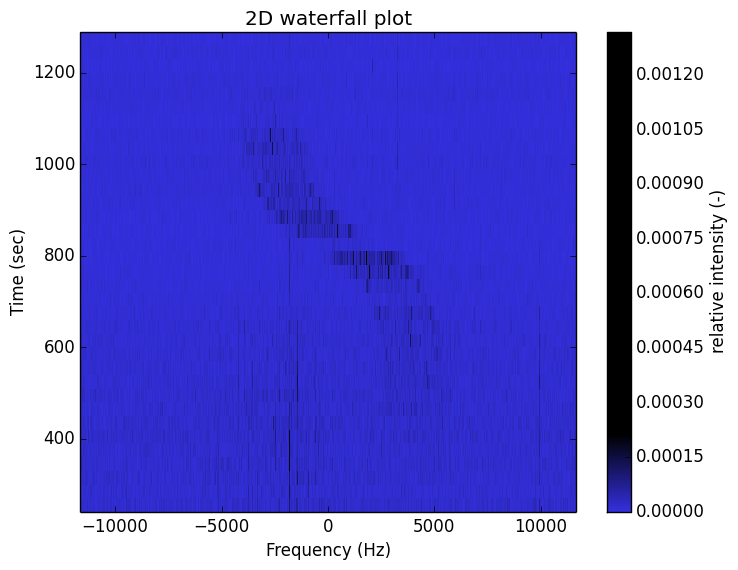 2D waterfall plot
1200
1000
800
600
400
Time (sec)
−10000 −5000 0 5000 10000
Frequency (Hz)
0.00120
0.00105
0.00090
0.00075
0.00060
0.00045
0.00030
0.00015
0.00000
relative intensity (-)